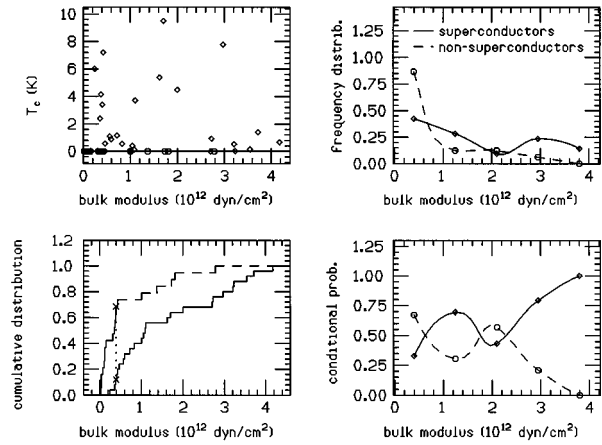 10
8
6
4
2
0
T_c (K)
0 1 2 3 4
bulk modulus (10^12 dyn/cm^2)
1.25
1.00
0.75
0.50
0.25
0.00
frequency distrib.
superconductors
non-superconductors
0 1 2 3 4
bulk modulus (10^12 dyn/cm^2)
1.2
1.0
0.8
0.6
0.4
0.2
0.0
cumulative distribution
0 1 2 3 4
bulk modulus (10^12 dyn/cm^2)
1.25
1.00
0.75
0.50
0.25
0.00
conditional prob.
0 1 2 3 4
bulk modulus (10^12 dyn/cm^2)